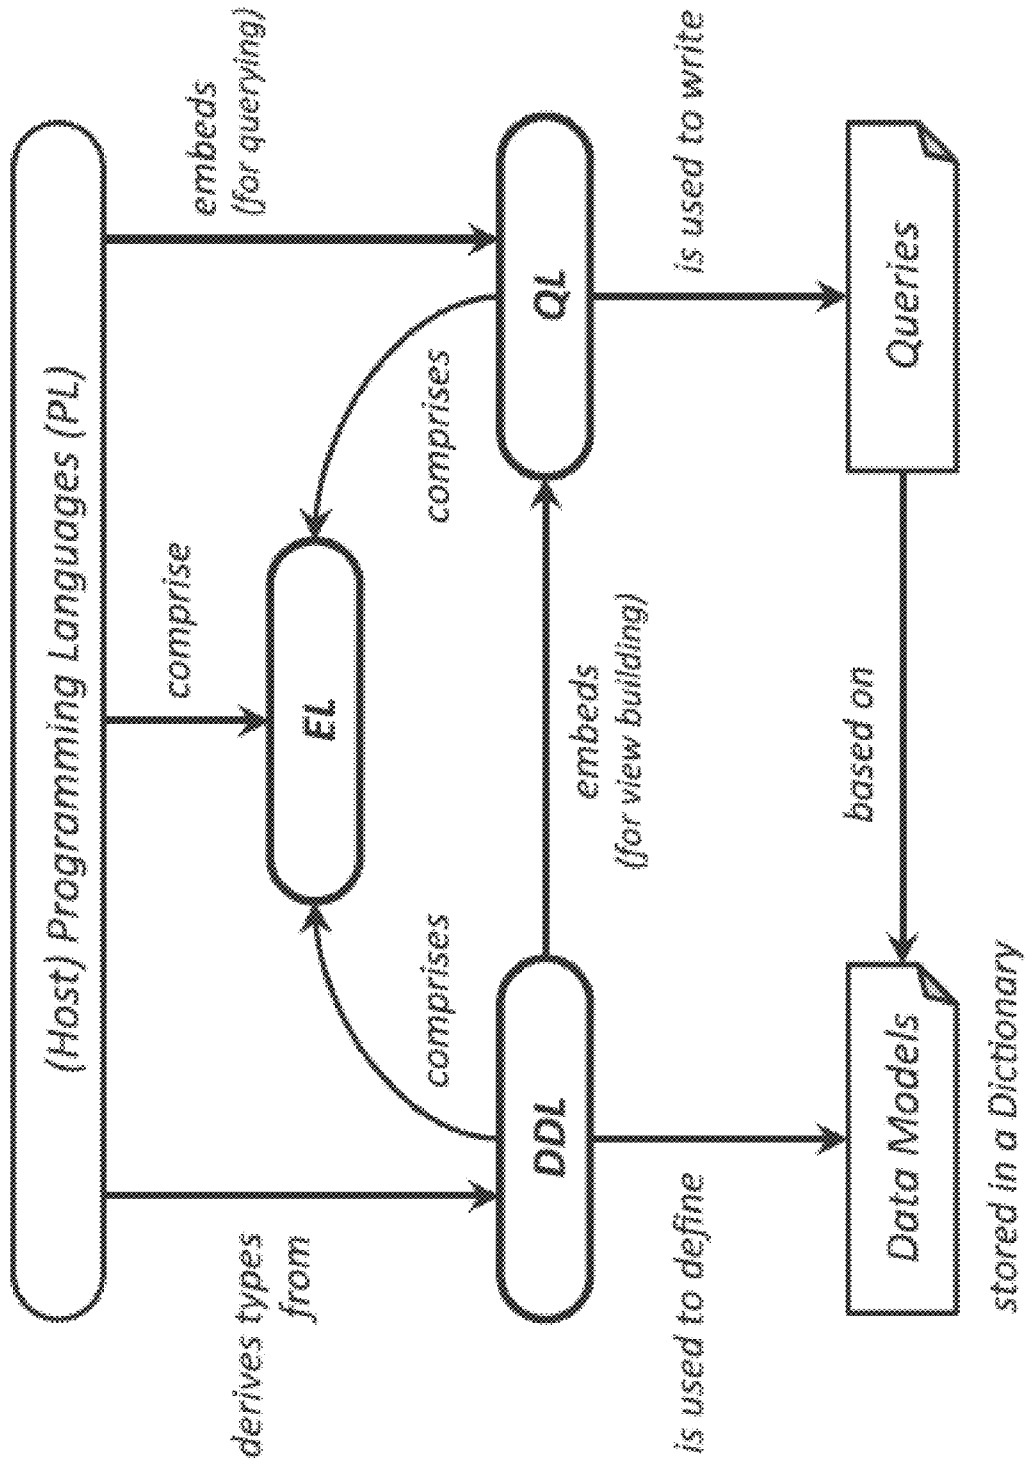 (Host) Programming Languages (PL)
derives types
from
comprise
embeds
(for querying)
EL
comprises
comprises
DDL
embeds
(for view building)
QL
is used to define
is used to write
Data Models
based on
Queries
stored in a Dictionary